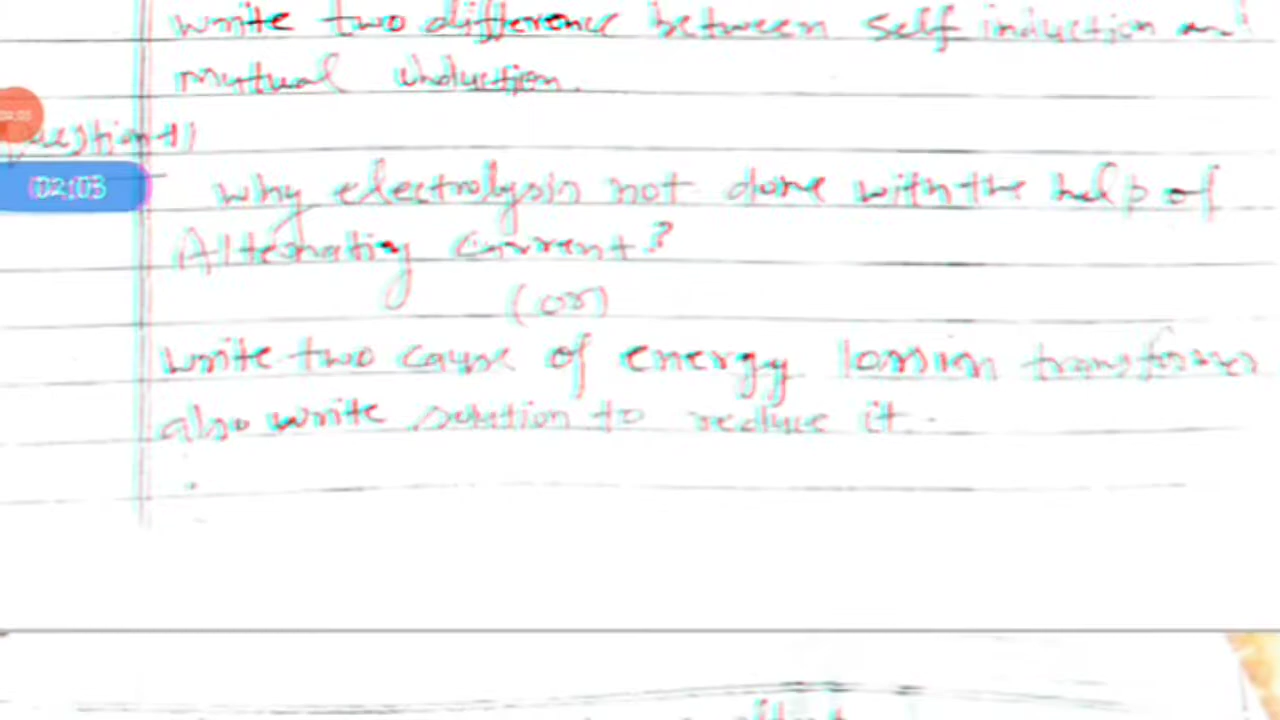 write two difference between self induction and
mutual induction.
Question 11
02:03
why electrolysis not done with the help of
Alternating current?
(or)
write two cause of energy loss in transformer
also write solution to reduce it.